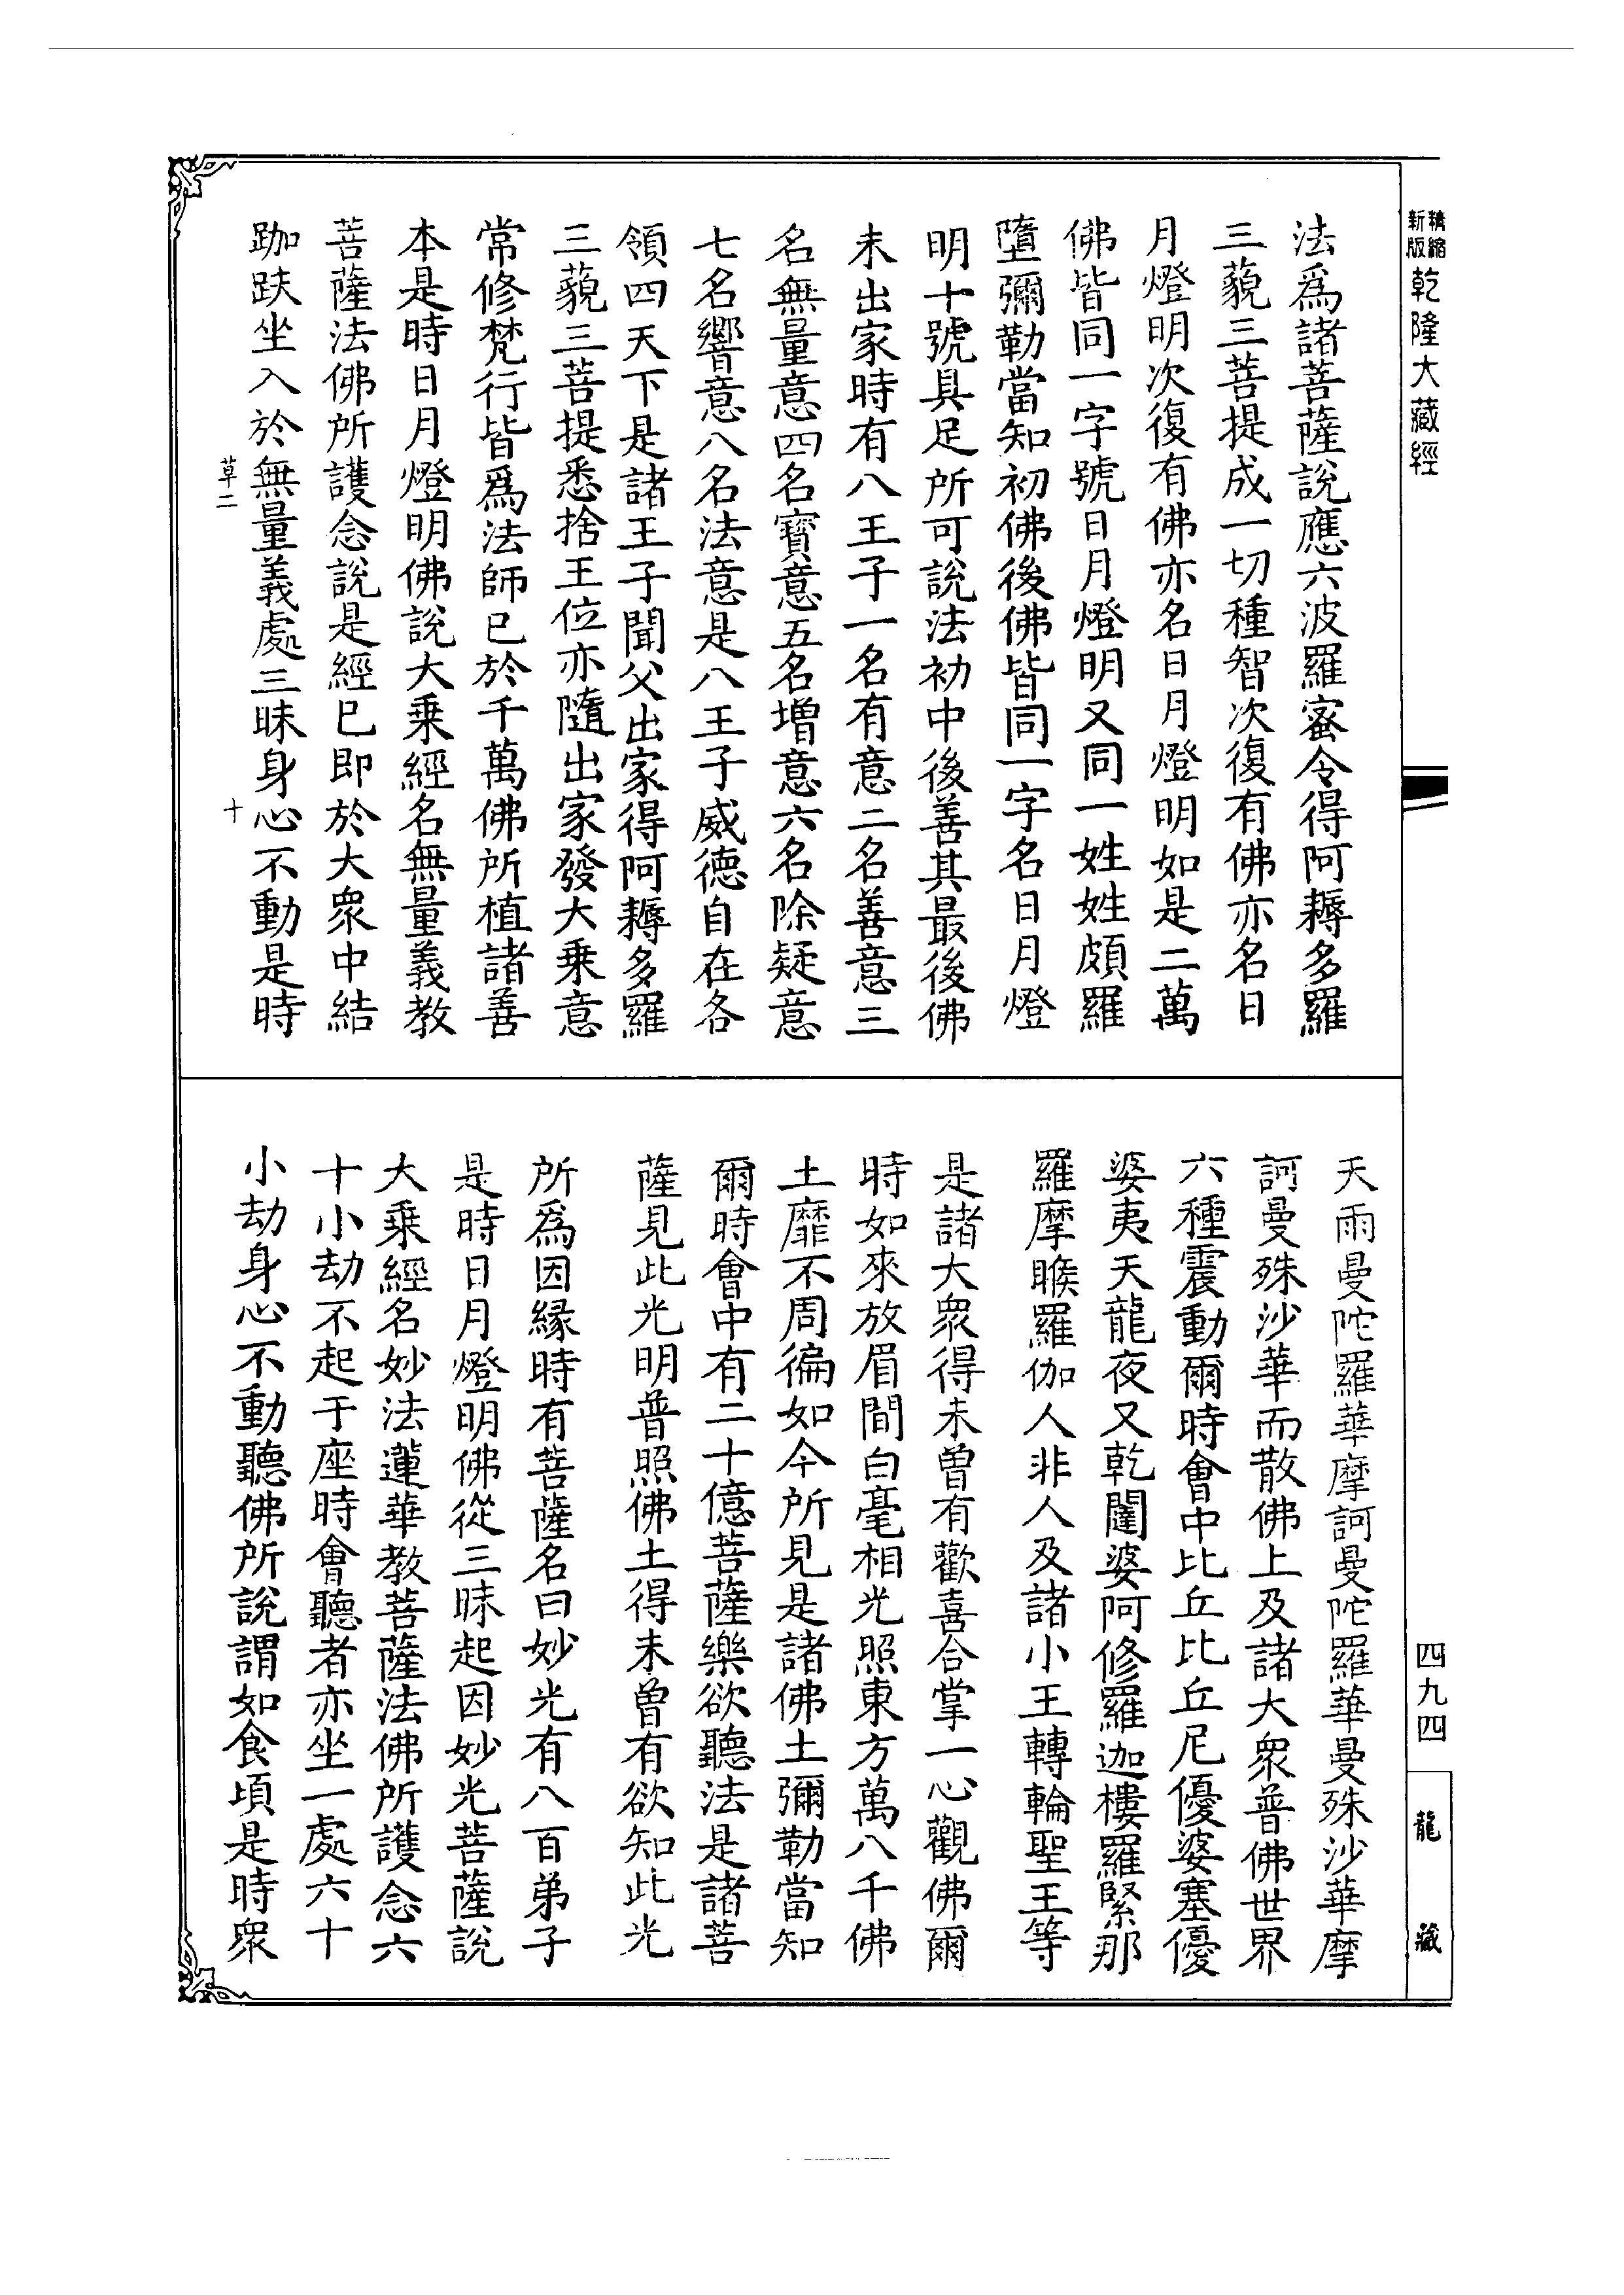 精縮新版乾隆大藏經
法爲諸菩薩說應六波羅蜜令得阿耨多羅
三藐三菩提成一切種智次復有佛亦名日
月燈明次復有佛亦名日月燈明如是二萬
佛皆同一字號日月燈明又同一姓姓頗羅
墮彌勒當知初佛後佛皆同一字名日月燈
明十號具足所可說法初中後善其最後佛
未出家時有八王子一名有意二名善意三
名無量意四名寶意五名增意六名除疑意
七名響意八名法意是八王子威德自在各
領四天下是諸王子聞父出家得阿耨多羅
三藐三菩提悉捨王位亦隨出家發大乘意
常修梵行皆爲法師已於千萬佛所植諸善
本是時日月燈明佛說大乘經名無量義教
菩薩法佛所護念說是經已即於大眾中結
跏趺坐入於無量義處三昧身心不動是時
草二 十
天雨曼陀羅華摩訶曼陀羅華曼殊沙華摩
訶曼殊沙華而散佛上及諸大眾普佛世界
六種震動爾時會中比丘比丘尼優婆塞優
婆夷天龍夜叉乾闥婆阿修羅迦樓羅緊那
羅摩睺羅伽人非人及諸小王轉輪聖王等
是諸大眾得未曾有歡喜合掌一心觀佛爾
時如來放眉間白毫相光照東方萬八千佛
土靡不周徧如今所見是諸佛土彌勒當知
爾時會中有二十億菩薩樂欲聽法是諸菩
薩見此光明普照佛土得未曾有欲知此光
所爲因緣時有菩薩名曰妙光有八百弟子
是時日月燈明佛從三昧起因妙光菩薩說
大乘經名妙法蓮華教菩薩法佛所護念六
十小劫不起于座時會聽者亦坐一處六十
小劫身心不動聽佛所說謂如食頃是時眾
四九四
龍藏